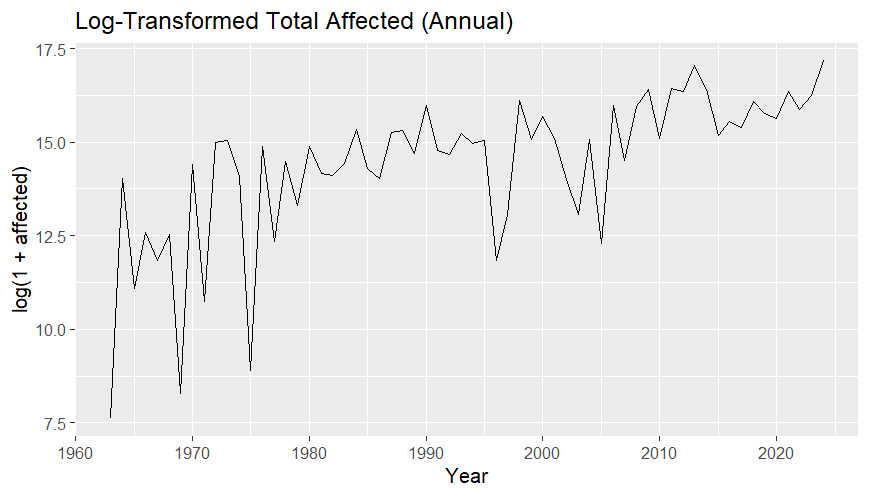 Log-Transformed Total Affected (Annual)
17.5
15.0
12.5
10.0
7.5
log(1 + affected)
1960 1970 1980 1990 2000 2010 2020
Year